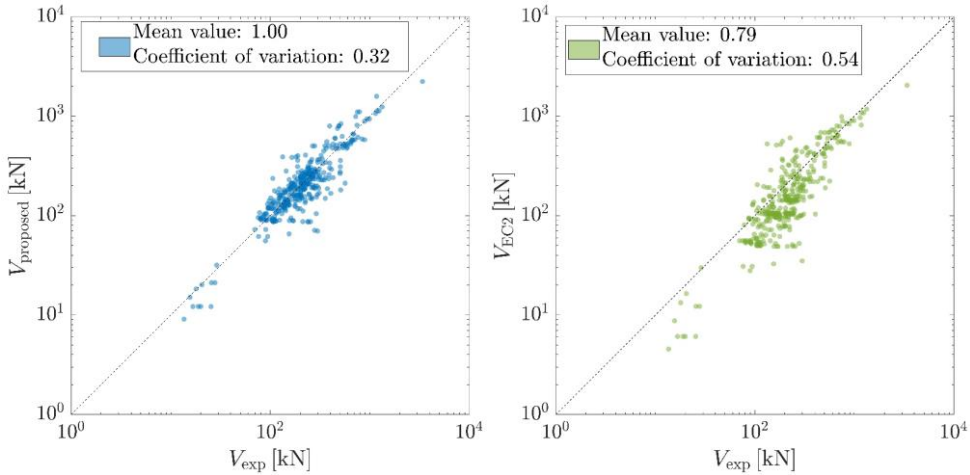 Mean value: 1.00
Coefficient of variation: 0.32
10^4
10^3
10^2
10^1
10^0
V_proposed [kN]
10^0
10^2
10^4
V_exp [kN]
Mean value: 0.79
Coefficient of variation: 0.54
10^4
10^3
10^2
10^1
10^0
V_EC2 [kN]
10^0
10^2
10^4
V_exp [kN]